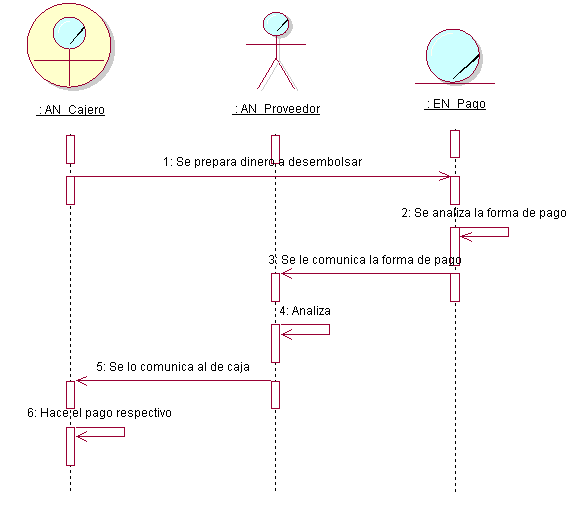 : AN_Cajero
: AN_Proveedor
: EN_Pago
1: Se prepara dinero a desembolsar
2: Se analiza la forma de pago
3: Se le comunica la forma de pago
4: Analiza
5: Se lo comunica al de caja
6: Hace el pago respectivo